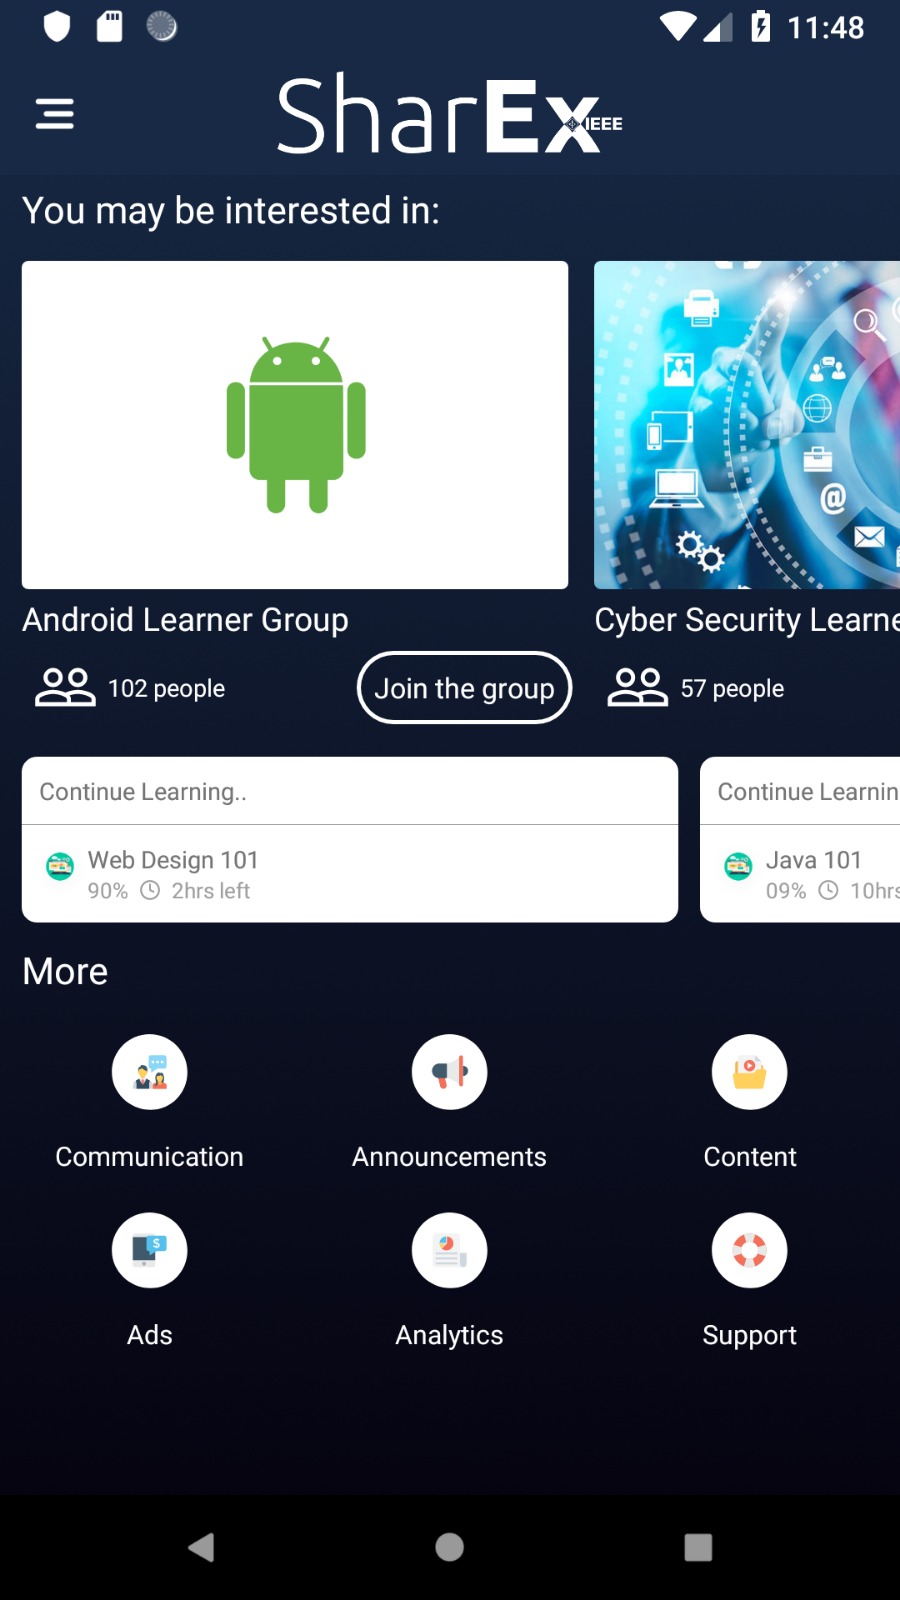 11:48
SharEx IEEE
You may be interested in:
Android Learner Group
Cyber Security Learne
102 people
Join the group
57 people
Continue Learning..
Web Design 101
90% 2hrs left
Continue Learnin
Java 101
09% 10hrs
More
Communication
Announcements
Content
Ads
Analytics
Support